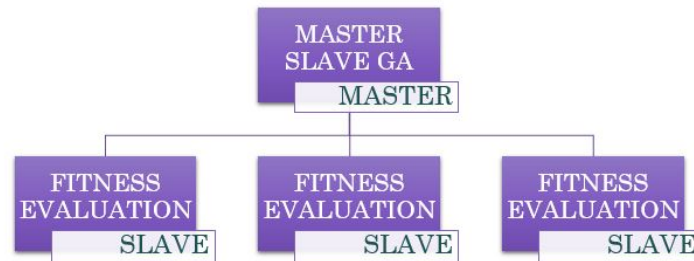 MASTER
SLAVE GA
MASTER
FITNESS
EVALUATION
SLAVE
FITNESS
EVALUATION
SLAVE
FITNESS
EVALUATION
SLAVE